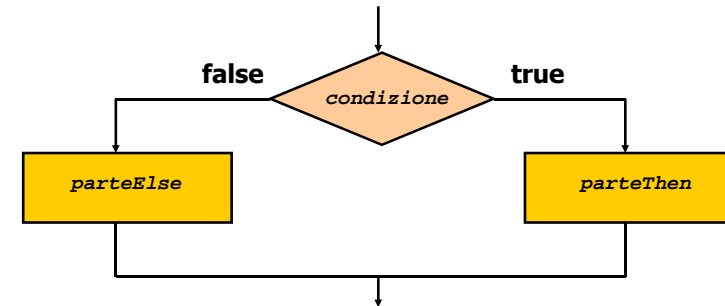 false
true
condizione
parteElse
parteThen